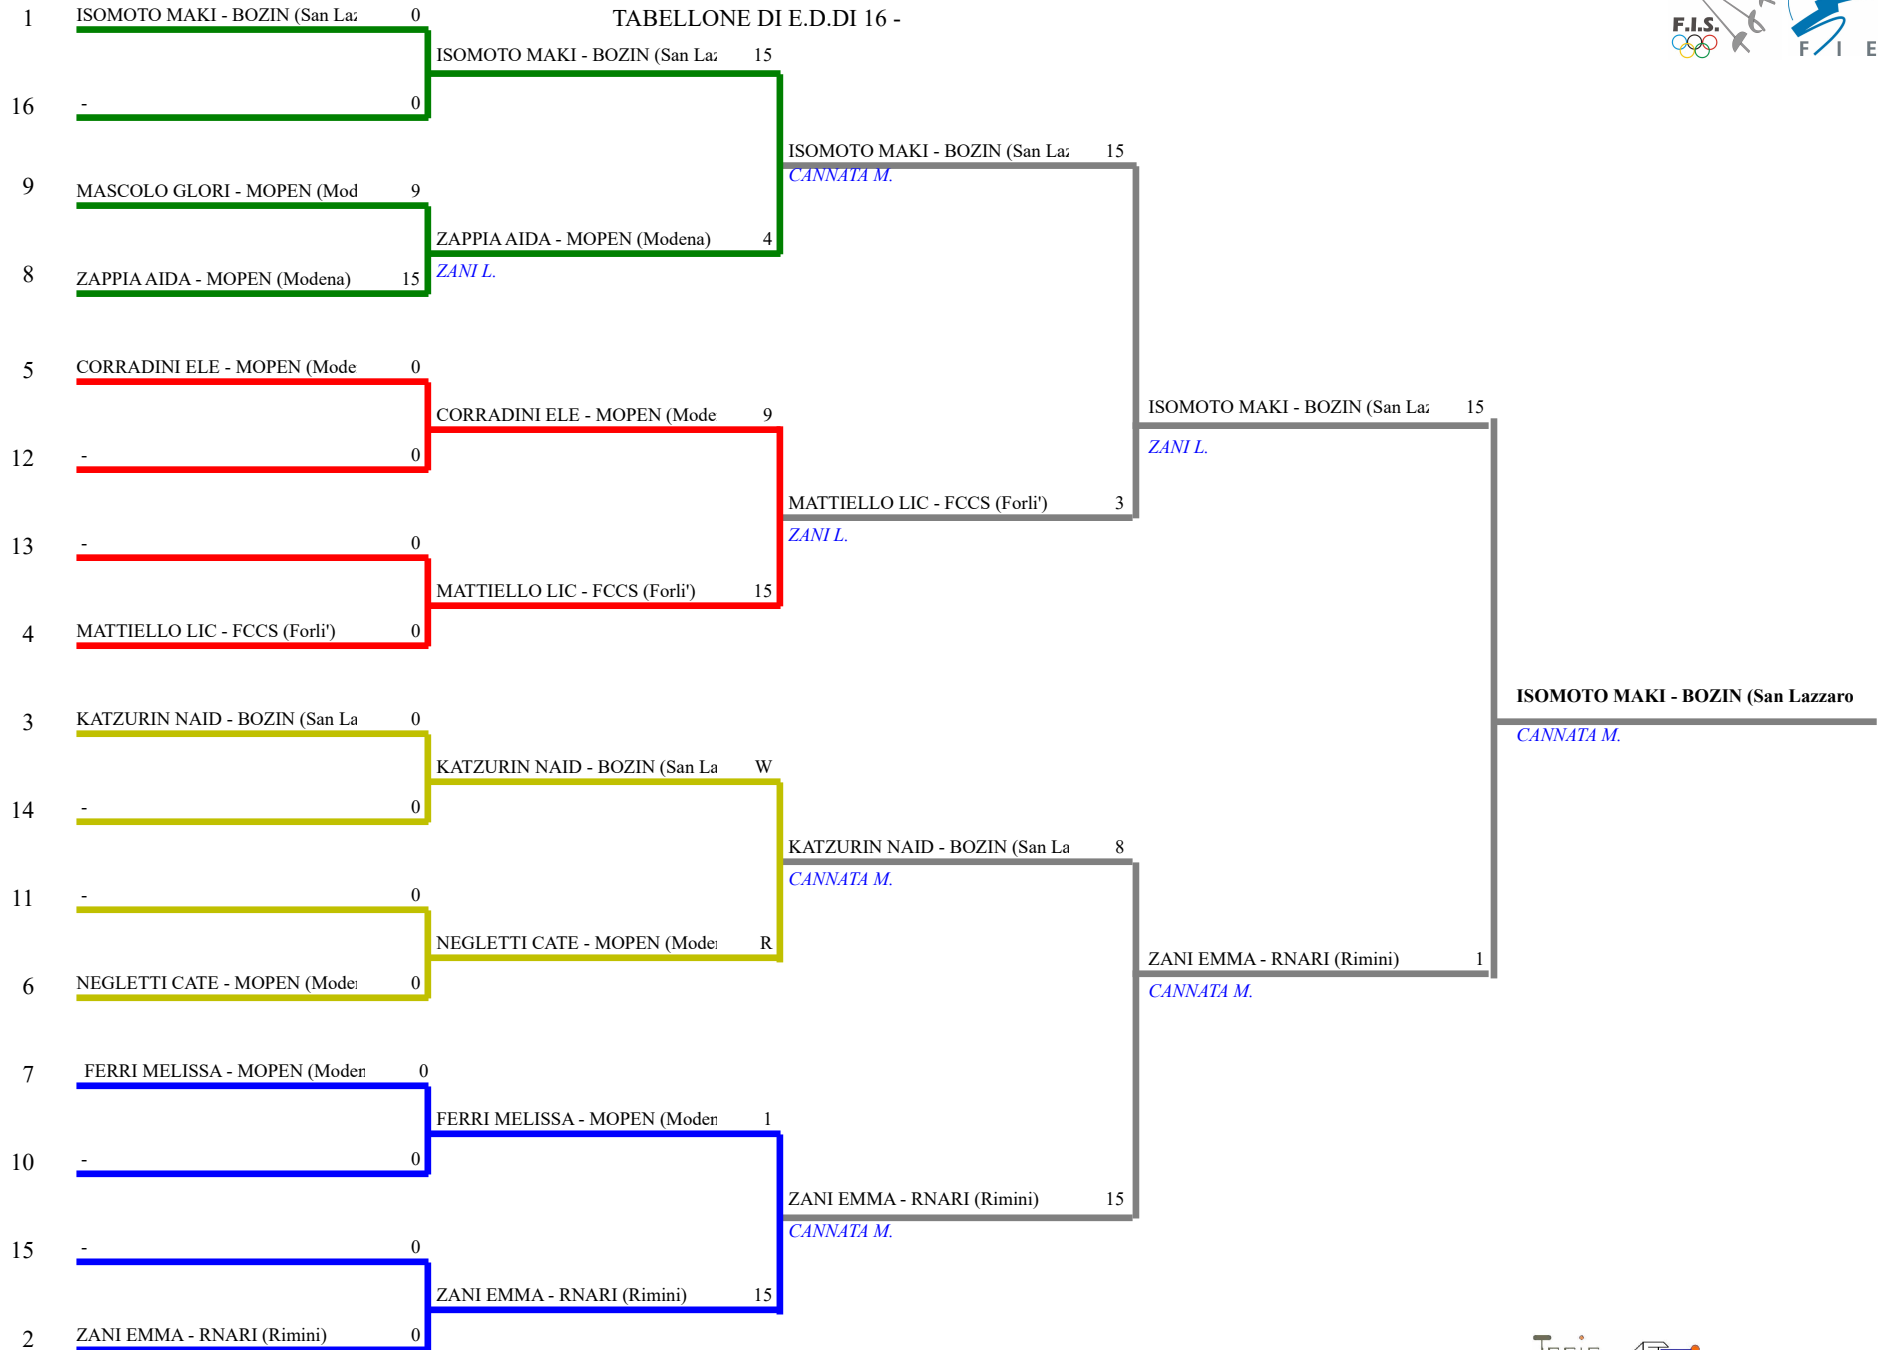 TABELLONE DI E.D.DI 16 -
F.I.S.
F I E
1 ISOMOTO MAKI - BOZIN (San Laz 0
ISOMOTO MAKI - BOZIN (San Laz 15
16 - 0
ISOMOTO MAKI - BOZIN (San Laz 15
CANNATA M.
9 MASCOLO GLORI - MOPEN (Mod 9
ZAPPIA AIDA - MOPEN (Modena) 4
ZANI L.
8 ZAPPIA AIDA - MOPEN (Modena) 15
5 CORRADINI ELE - MOPEN (Mode 0
CORRADINI ELE - MOPEN (Mode 9
ISOMOTO MAKI - BOZIN (San Laz 15
ZANI L.
12 - 0
MATTIELLO LIC - FCCS (Forli') 3
ZANI L.
13 - 0
MATTIELLO LIC - FCCS (Forli') 15
4 MATTIELLO LIC - FCCS (Forli') 0
ISOMOTO MAKI - BOZIN (San Lazzaro
CANNATA M.
3 KATZURIN NAID - BOZIN (San La 0
KATZURIN NAID - BOZIN (San La W
14 - 0
KATZURIN NAID - BOZIN (San La 8
CANNATA M.
11 - 0
NEGLETTI CATE - MOPEN (Moder R
ZANI EMMA - RNARI (Rimini) 1
CANNATA M.
6 NEGLETTI CATE - MOPEN (Moder 0
7 FERRI MELISSA - MOPEN (Moden 0
FERRI MELISSA - MOPEN (Moden 1
10 - 0
ZANI EMMA - RNARI (Rimini) 15
CANNATA M.
15 - 0
ZANI EMMA - RNARI (Rimini) 15
2 ZANI EMMA - RNARI (Rimini) 0